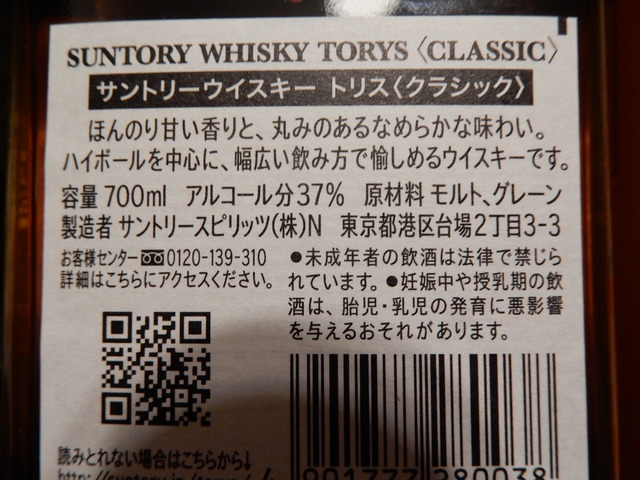 SUNTORY WHISKY TORYS〈CLASSIC〉
サントリーウイスキー トリス〈クラシック〉
ほんのり甘い香りと、丸みのあるなめらかな味わい。
ハイボールを中心に、幅広い飲み方で愉しめるウイスキーです。
容量 700ml アルコール分37% 原材料 モルト、グレーン
製造者 サントリースピリッツ(株)N 東京都港区台場2丁目3-3
お客様センター 0120-139-310
詳細はこちらにアクセスください。
●未成年者の飲酒は法律で禁じら
れています。●妊娠中や授乳期の飲
酒は、胎児・乳児の発育に悪影響
を与えるおそれがあります。
読みとれない場合はこちらから↓
4 901777 280038